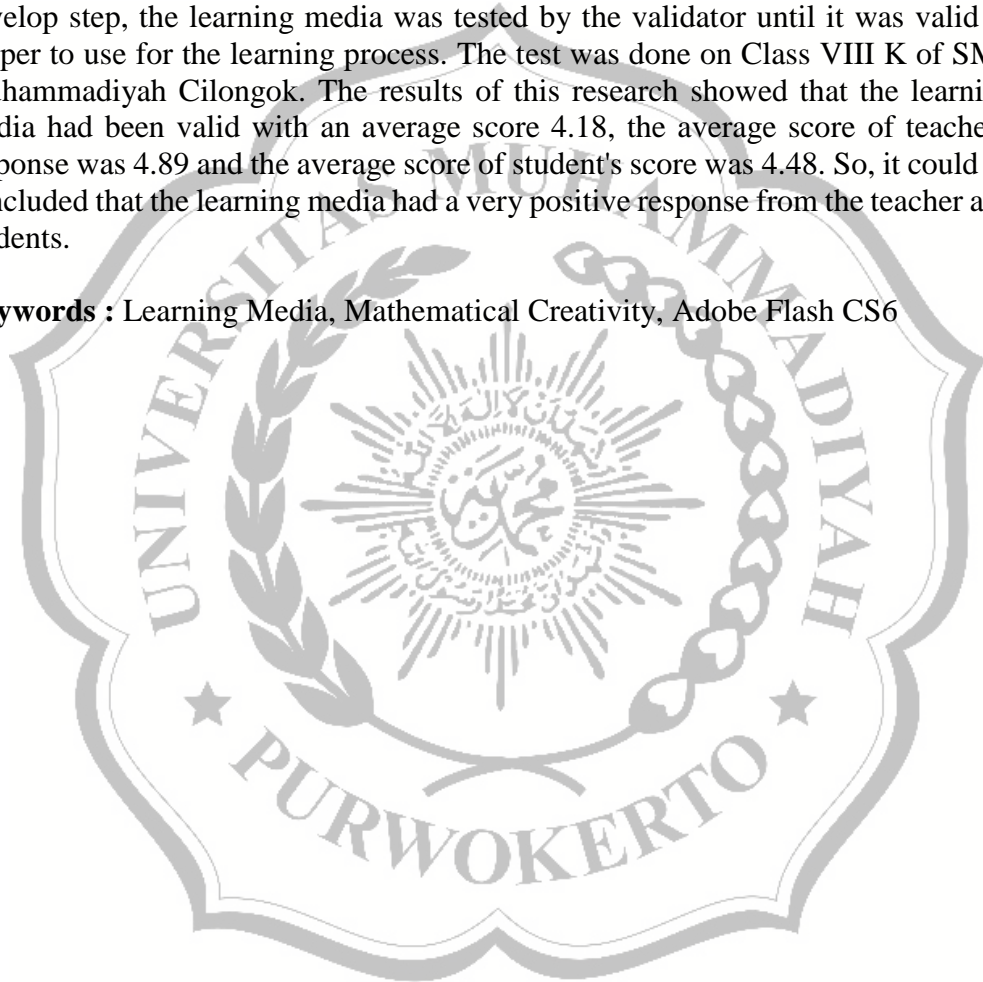 velop step, the learning media was tested by the validator until it was valid
per to use for the learning process. The test was done on Class VIII K of SM
uhammadiyah Cilongok. The results of this research showed that the learni
dia had been valid with an average score 4.18, the average score of teache
ponse was 4.89 and the average score of student's score was 4.48. So, it could
ncluded that the learning media had a very positive response from the teacher a
dents.
ywords : Learning Media, Mathematical Creativity, Adobe Flash CS6
UNIVERSITAS MUHAMMADIYAH
PURWOKERTO